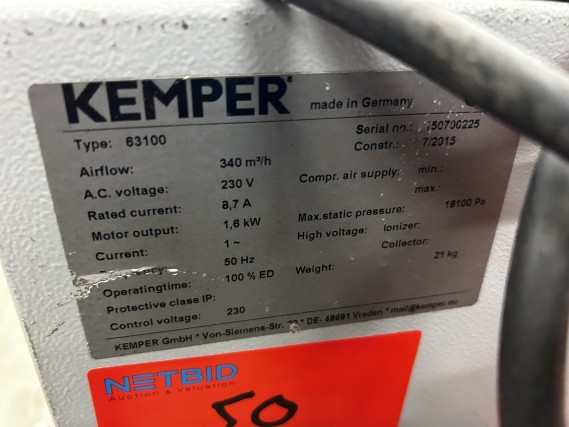 KEMPER made in Germany
Type: 63100 Serial no.: 150700225
Constr.: 7/2015
Airflow: 340 m³/h Compr. air supply: min.:
A.C. voltage: 230 V max.:
Rated current: 8,7 A Max.static pressure: 18100 Pa
Motor output: 1,6 kW High voltage: Ionizer:
Current: 1 ~ Collector:
50 Hz Weight: 21 kg
Operatingtime: 100 % ED
Protective class IP:
Control voltage: 230
KEMPER GmbH * Von-Siemens-Str. 20 * DE- 48691 Vreden * mail@kemper.eu
NETBID
Auction & Valuation
50